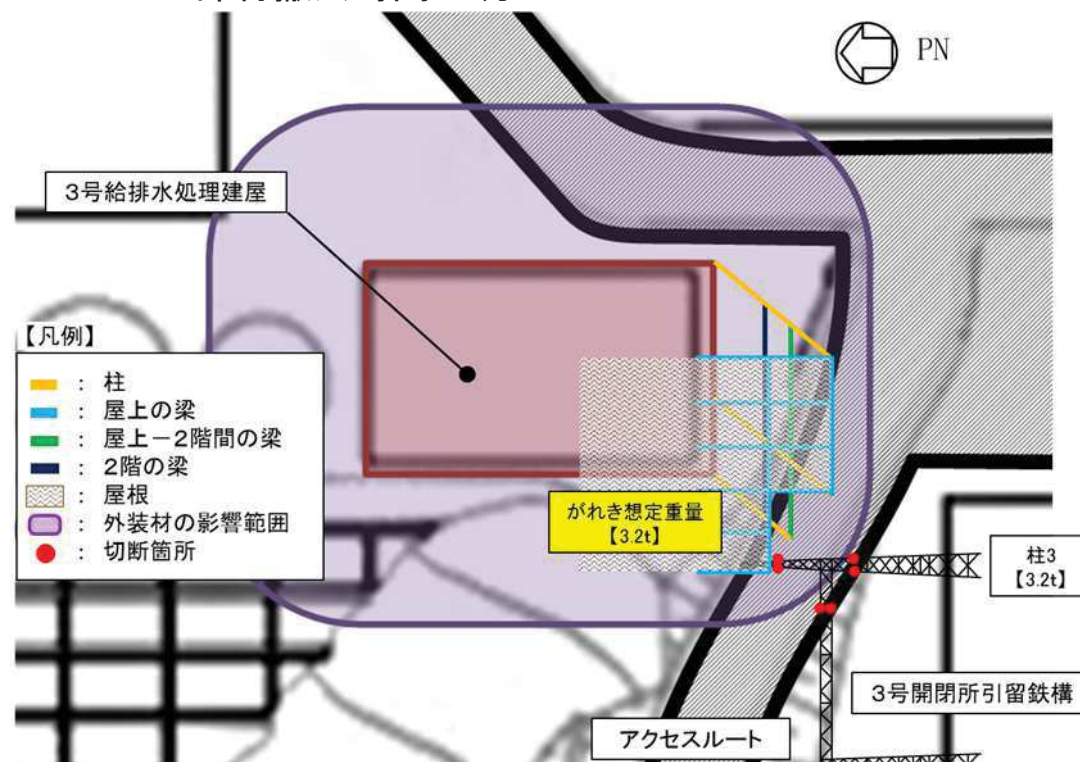 PN
3号給排水処理建屋
【凡例】
: 柱
: 屋上の梁
: 屋上－2階間の梁
: 2階の梁
: 屋根
: 外装材の影響範囲
: 切断箇所
がれき想定重量
【3.2t】
柱3
【3.2t】
3号開閉所引留鉄構
アクセスルート